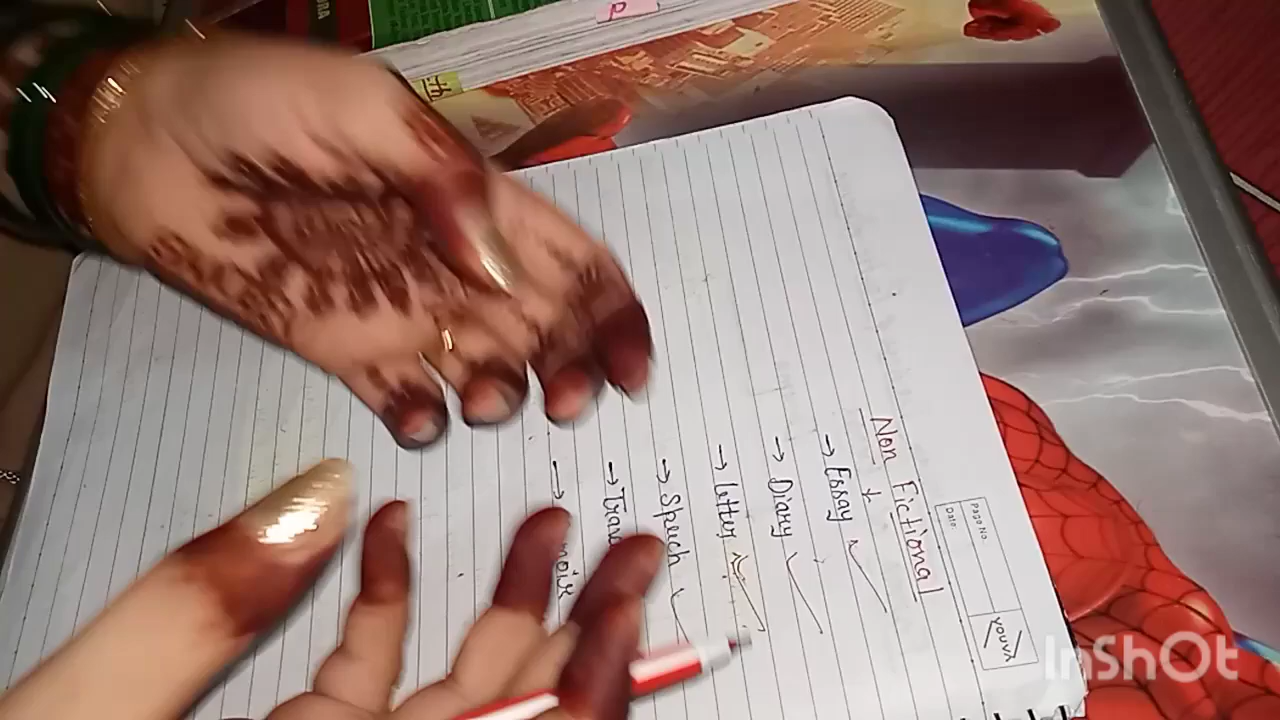 Page No.
Date:
youva
Non Fictional
→ Essay
→ Diary
→ letter
→ Speech
InShOt